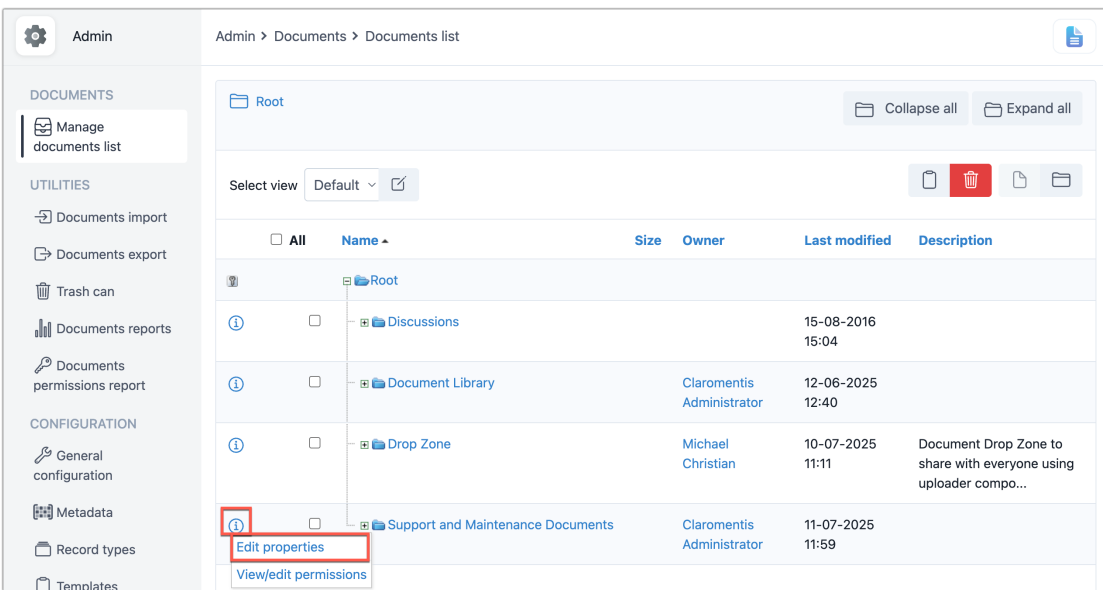 Admin
Admin > Documents > Documents list
DOCUMENTS
Manage
documents list
UTILITIES
Documents import
Documents export
Trash can
Documents reports
Documents
permissions report
CONFIGURATION
General
configuration
Metadata
Record types
Templates
Root
Collapse all
Expand all
Select view Default
All Name Size Owner Last modified Description
Root
Discussions 15-08-2016
15:04
Document Library Claromentis 12-06-2025
Administrator 12:40
Drop Zone Michael 10-07-2025 Document Drop Zone to
Christian 11:11 share with everyone using
uploader compo...
Support and Maintenance Documents Claromentis 11-07-2025
Administrator 11:59
Edit properties
View/edit permissions